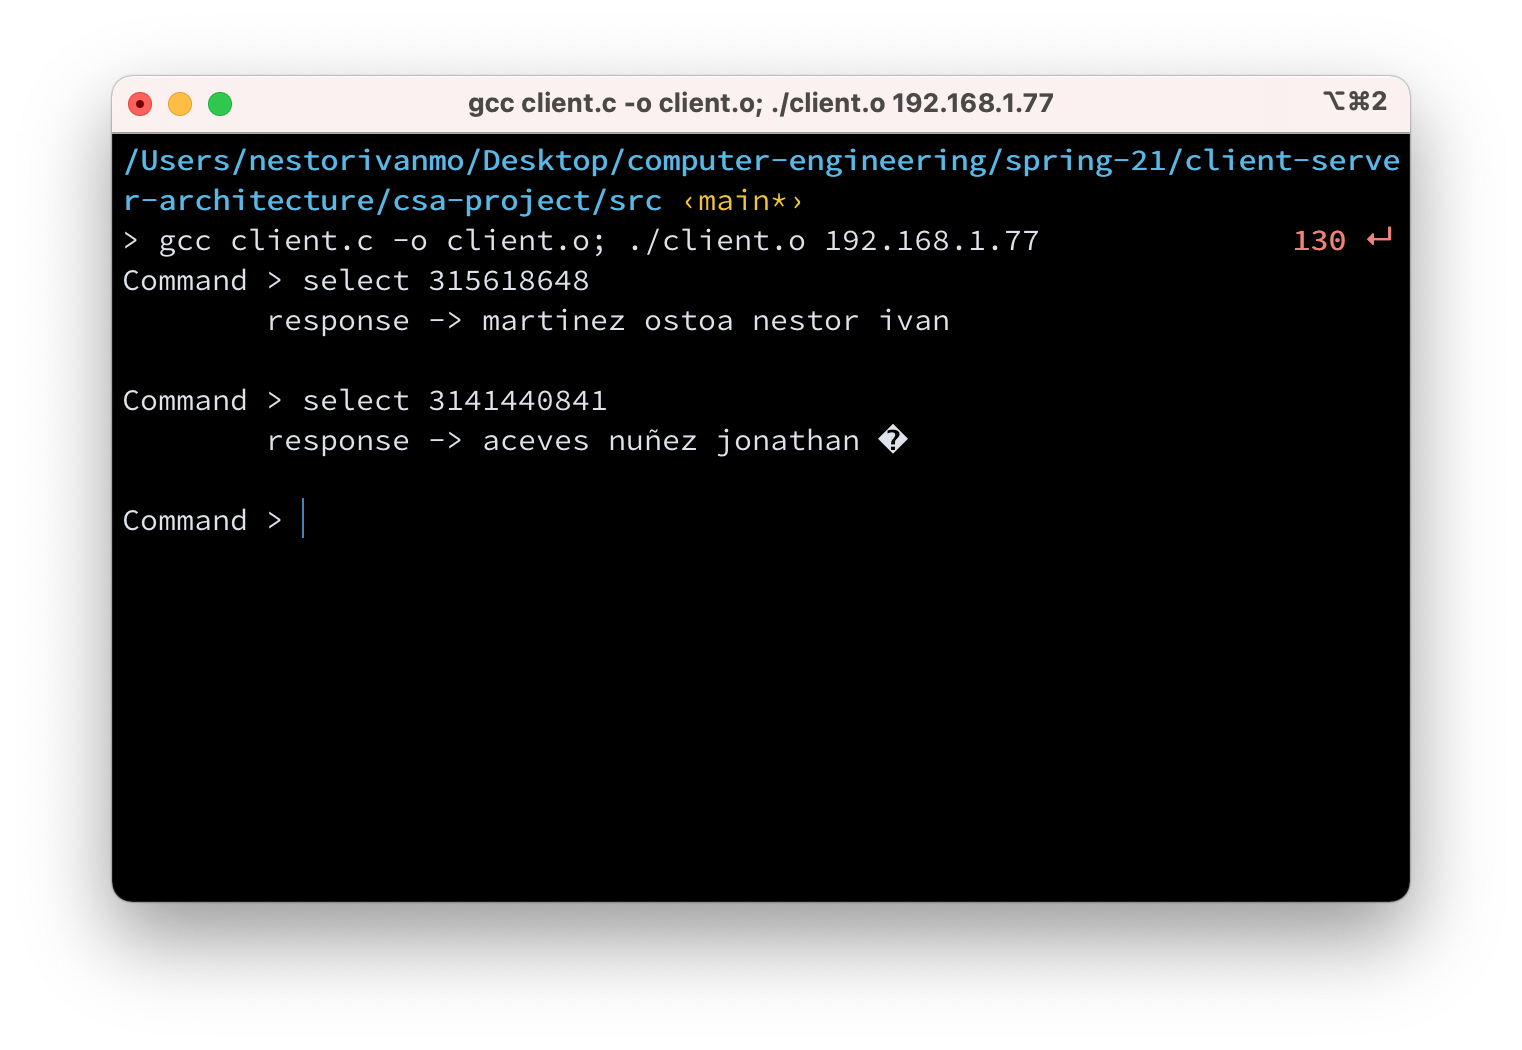 gcc client.c -o client.o; ./client.o 192.168.1.77 ⌥⌘2
/Users/nestorivanmo/Desktop/computer-engineering/spring-21/client-serve
r-architecture/csa-project/src ‹main*›
> gcc client.c -o client.o; ./client.o 192.168.1.77 130 ↵
Command > select 315618648
response -> martinez ostoa nestor ivan
Command > select 3141440841
response -> aceves nuñez jonathan �
Command >